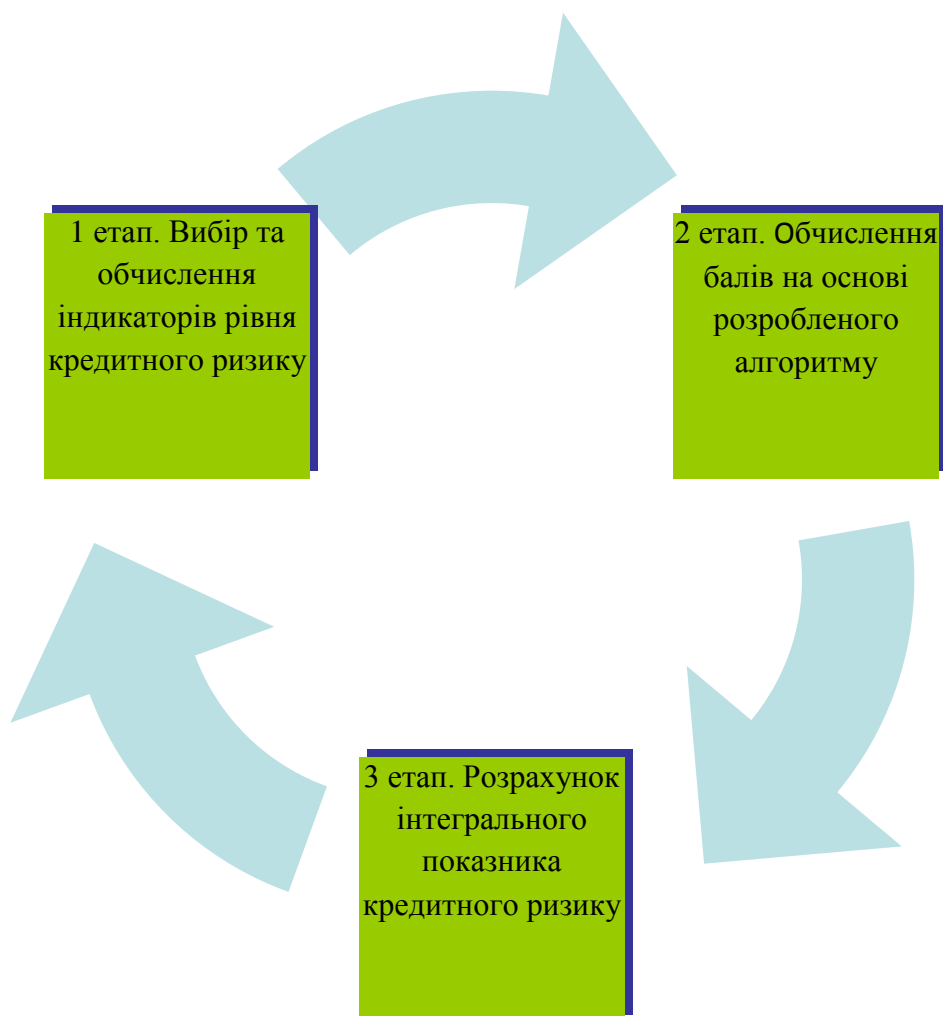 1 етап. Вибір та
обчислення
індикаторів рівня
кредитного ризику
2 етап. Обчислення
балів на основі
розробленого
алгоритму
3 етап. Розрахунок
інтегрального
показника
кредитного ризику